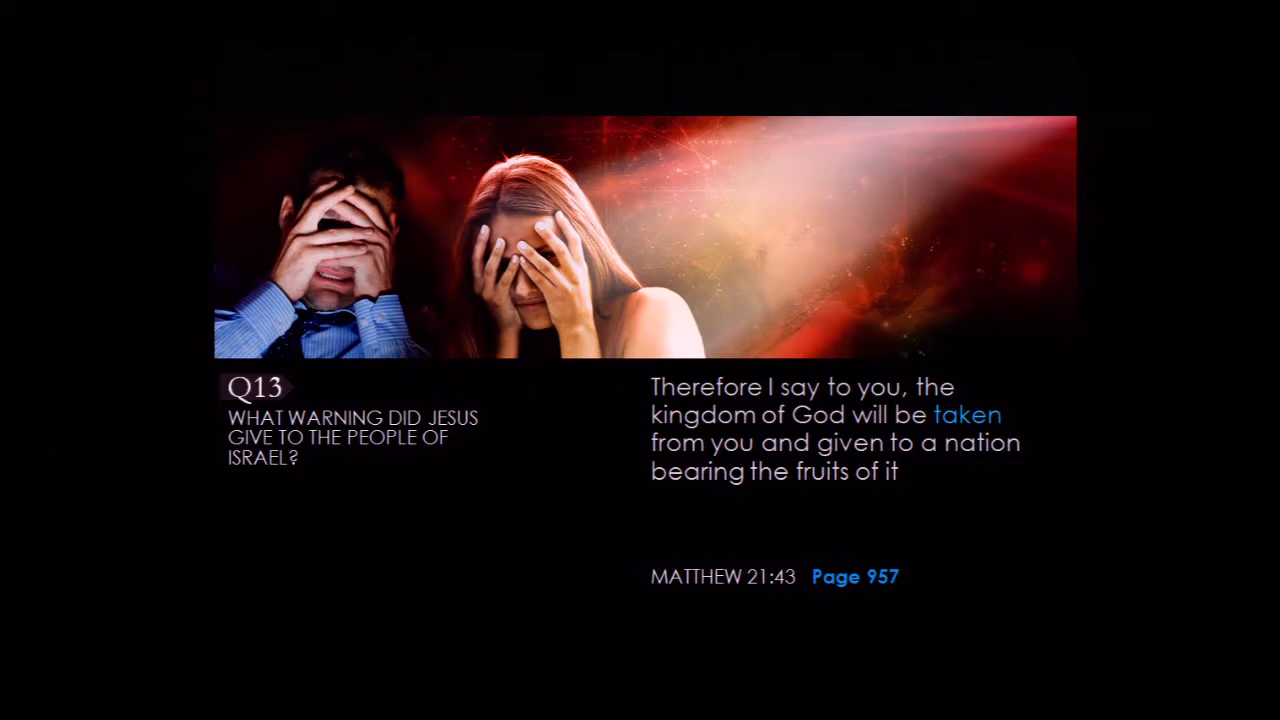 Q13
WHAT WARNING DID JESUS
GIVE TO THE PEOPLE OF
ISRAEL?
Therefore I say to you, the
kingdom of God will be taken
from you and given to a nation
bearing the fruits of it
MATTHEW 21:43 Page 957